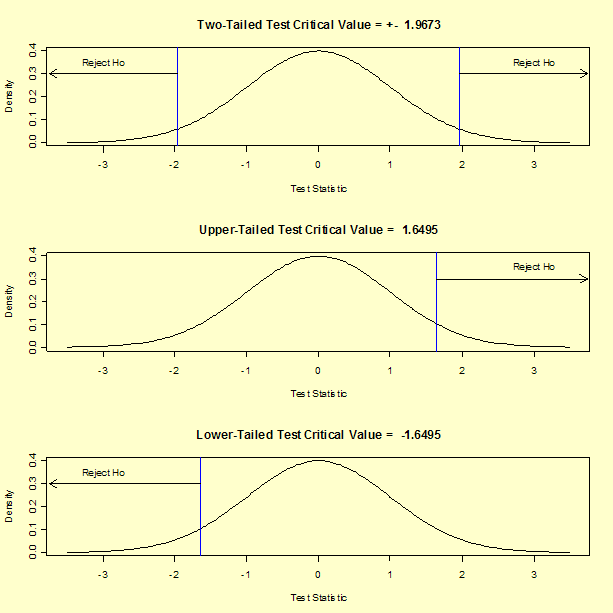 Two-Tailed Test Critical Value = +- 1.9673
Reject Ho Reject Ho
Density
0.0 0.1 0.2 0.3 0.4
-3 -2 -1 0 1 2 3
Test Statistic
Upper-Tailed Test Critical Value = 1.6495
Reject Ho
Density
0.0 0.1 0.2 0.3 0.4
-3 -2 -1 0 1 2 3
Test Statistic
Lower-Tailed Test Critical Value = -1.6495
Reject Ho
Density
0.0 0.1 0.2 0.3 0.4
-3 -2 -1 0 1 2 3
Test Statistic